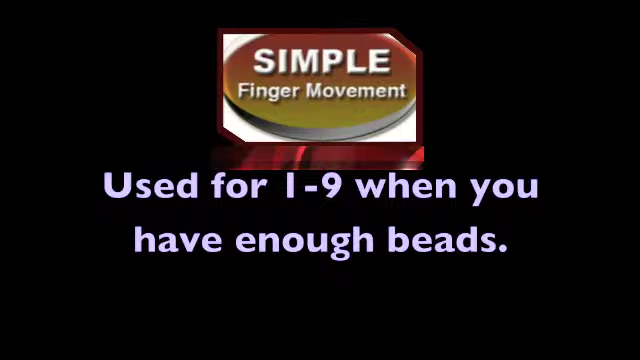 SIMPLE
Finger Movement
Used for 1-9 when you
have enough beads.